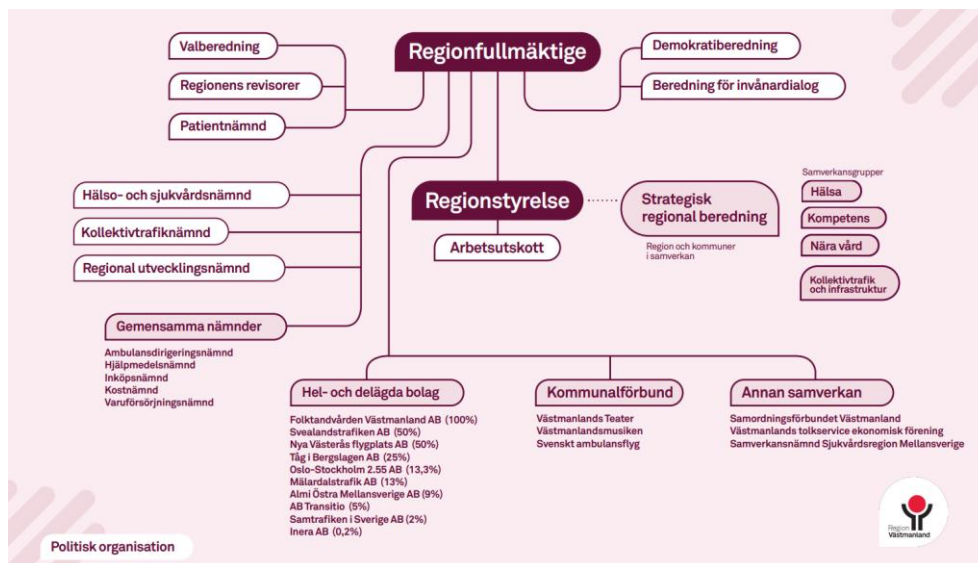 Regionfullmäktige
Valberedning
Regionens revisorer
Patientnämnd
Demokratiberedning
Beredning för invånardialog
Hälso- och sjukvårdsnämnd
Kollektivtrafiknämnd
Regional utvecklingsnämnd
Regionstyrelse
Arbetsutskott
Strategisk
regional beredning
Region och kommuner
i samverkan
Samverkansgrupper
Hälsa
Kompetens
Nära vård
Kollektivtrafik
och infrastruktur
Gemensamma nämnder
Ambulansdirigeringsnämnd
Hjälpmedelsnämnd
Inköpsnämnd
Kostnämnd
Varuförsörjningsnämnd
Hel- och delägda bolag
Folktandvården Västmanland AB (100%)
Svealandstrafiken AB (50%)
Nya Västerås flygplats AB (50%)
Tåg i Bergslagen AB (25%)
Oslo-Stockholm 2.55 AB (13,3%)
Mälardalstrafik AB (13%)
Almi Östra Mellansverige AB (9%)
AB Transitio (5%)
Samtrafiken i Sverige AB (2%)
Inera AB (0,2%)
Kommunalförbund
Västmanlands Teater
Västmanlandsmusiken
Svenskt ambulansflyg
Annan samverkan
Samordningsförbundet Västmanland
Västmanlands tolkservice ekonomisk förening
Samverkansnämnd Sjukvårdsregion Mellansverige
Region
Västmanland
Politisk organisation